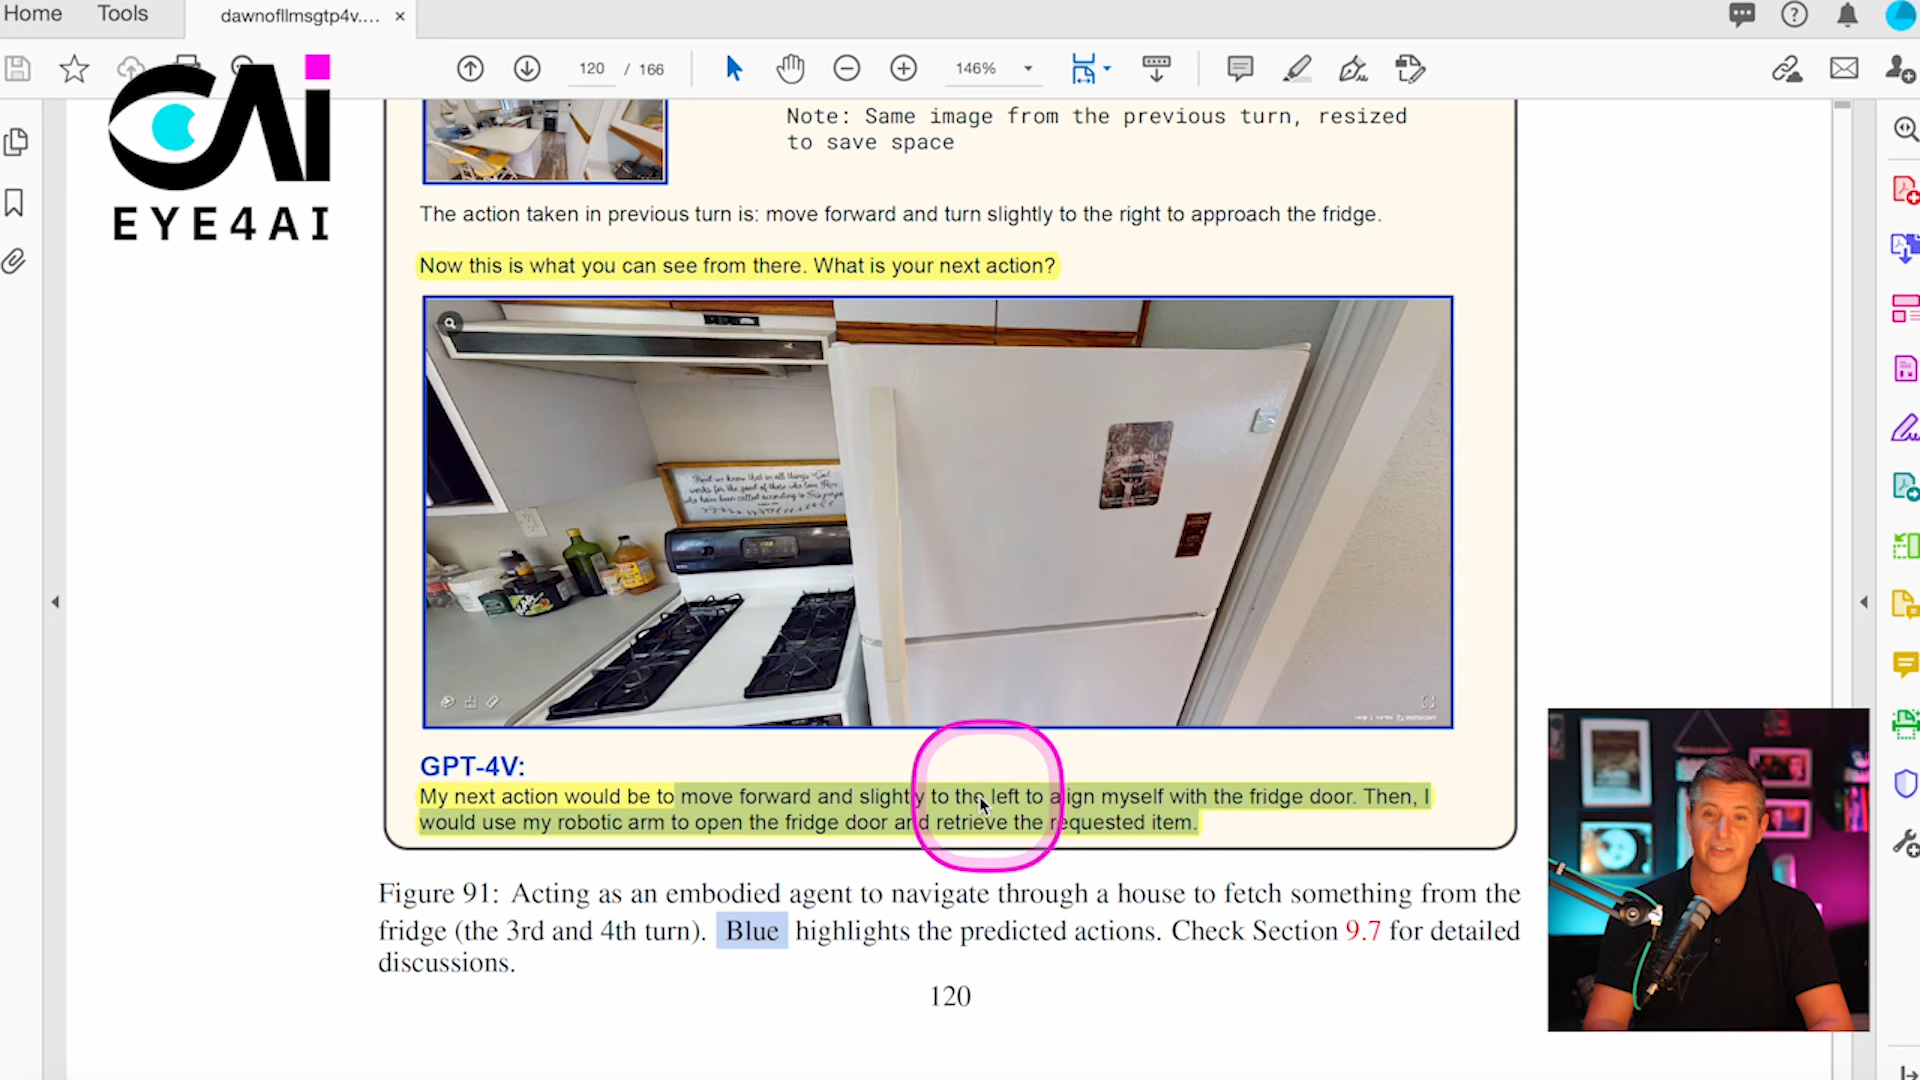 Home
Tools
dawnofllmsgtp4v....
120 / 166
146%
EYE4AI
Note: Same image from the previous turn, resized
to save space
The action taken in previous turn is: move forward and turn slightly to the right to approach the fridge.
Now this is what you can see from there. What is your next action?
GPT-4V:
My next action would be to move forward and slightly to the left to align myself with the fridge door. Then, I
would use my robotic arm to open the fridge door and retrieve the requested item.
Figure 91: Acting as an embodied agent to navigate through a house to fetch something from the
fridge (the 3rd and 4th turn). Blue highlights the predicted actions. Check Section 9.7 for detailed
discussions.
120